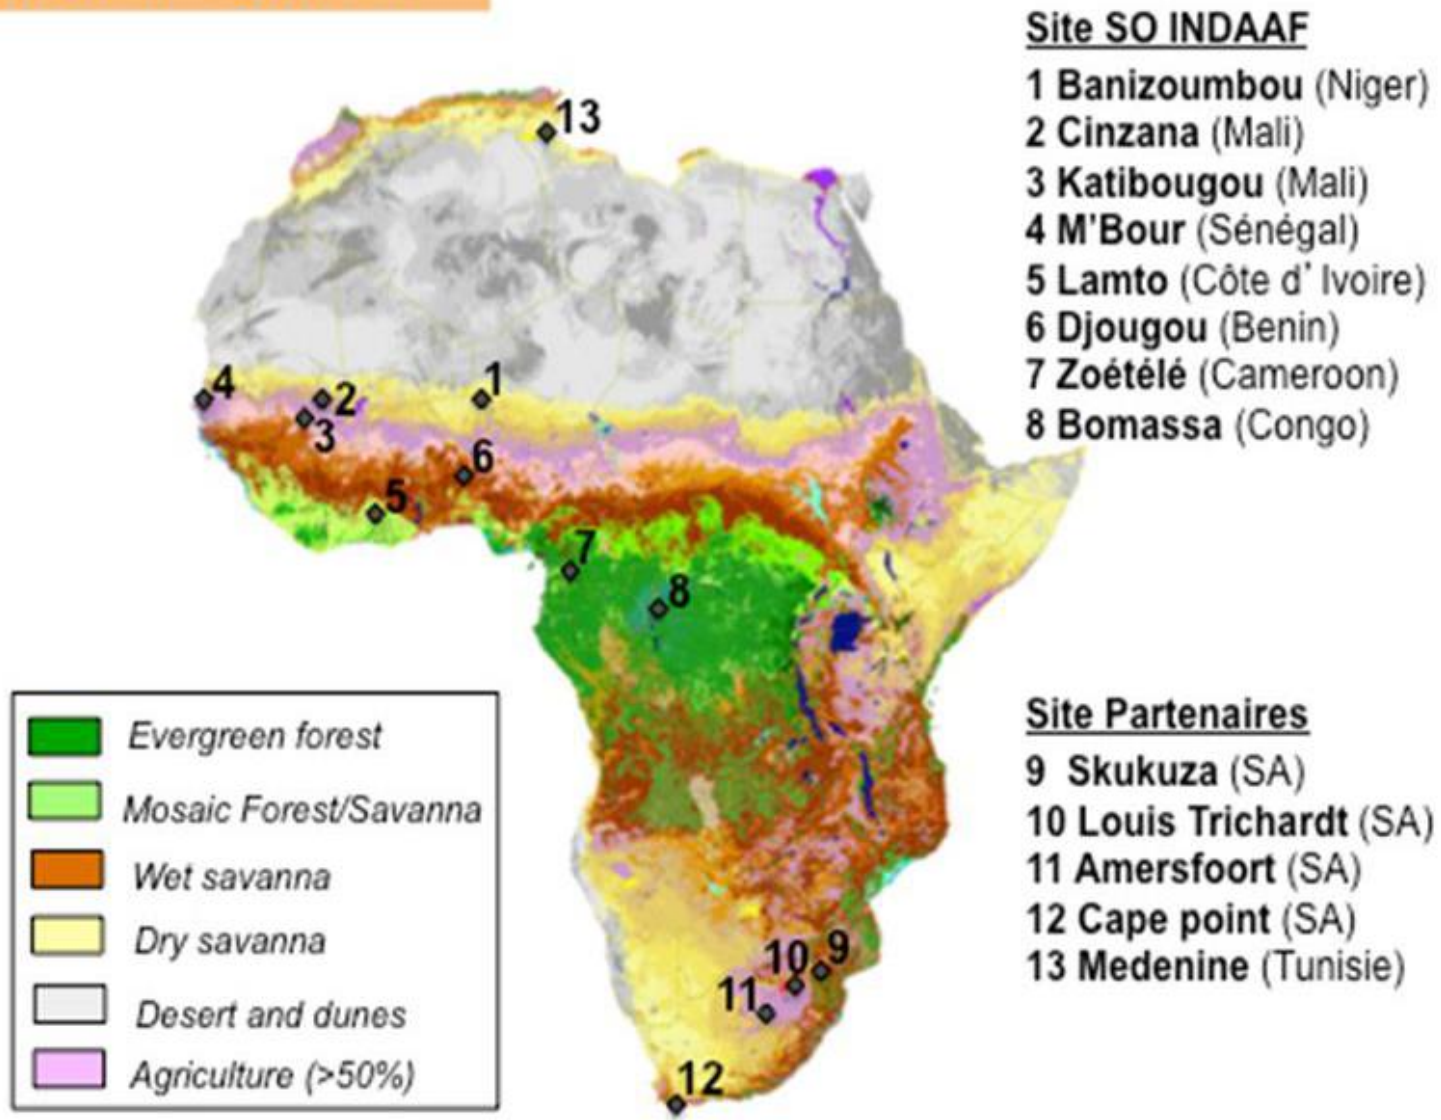 Site SO INDAAF
1 Banizoumbou (Niger)
2 Cinzana (Mali)
3 Katibougou (Mali)
4 M'Bour (Sénégal)
5 Lamto (Côte d' Ivoire)
6 Djougou (Benin)
7 Zoétélé (Cameroon)
8 Bomassa (Congo)
13
4
2
1
3
6
5
7
8
10
9
11
12
Evergreen forest
Mosaic Forest/Savanna
Wet savanna
Dry savanna
Desert and dunes
Agriculture (>50%)
Site Partenaires
9 Skukuza (SA)
10 Louis Trichardt (SA)
11 Amersfoort (SA)
12 Cape point (SA)
13 Medenine (Tunisie)